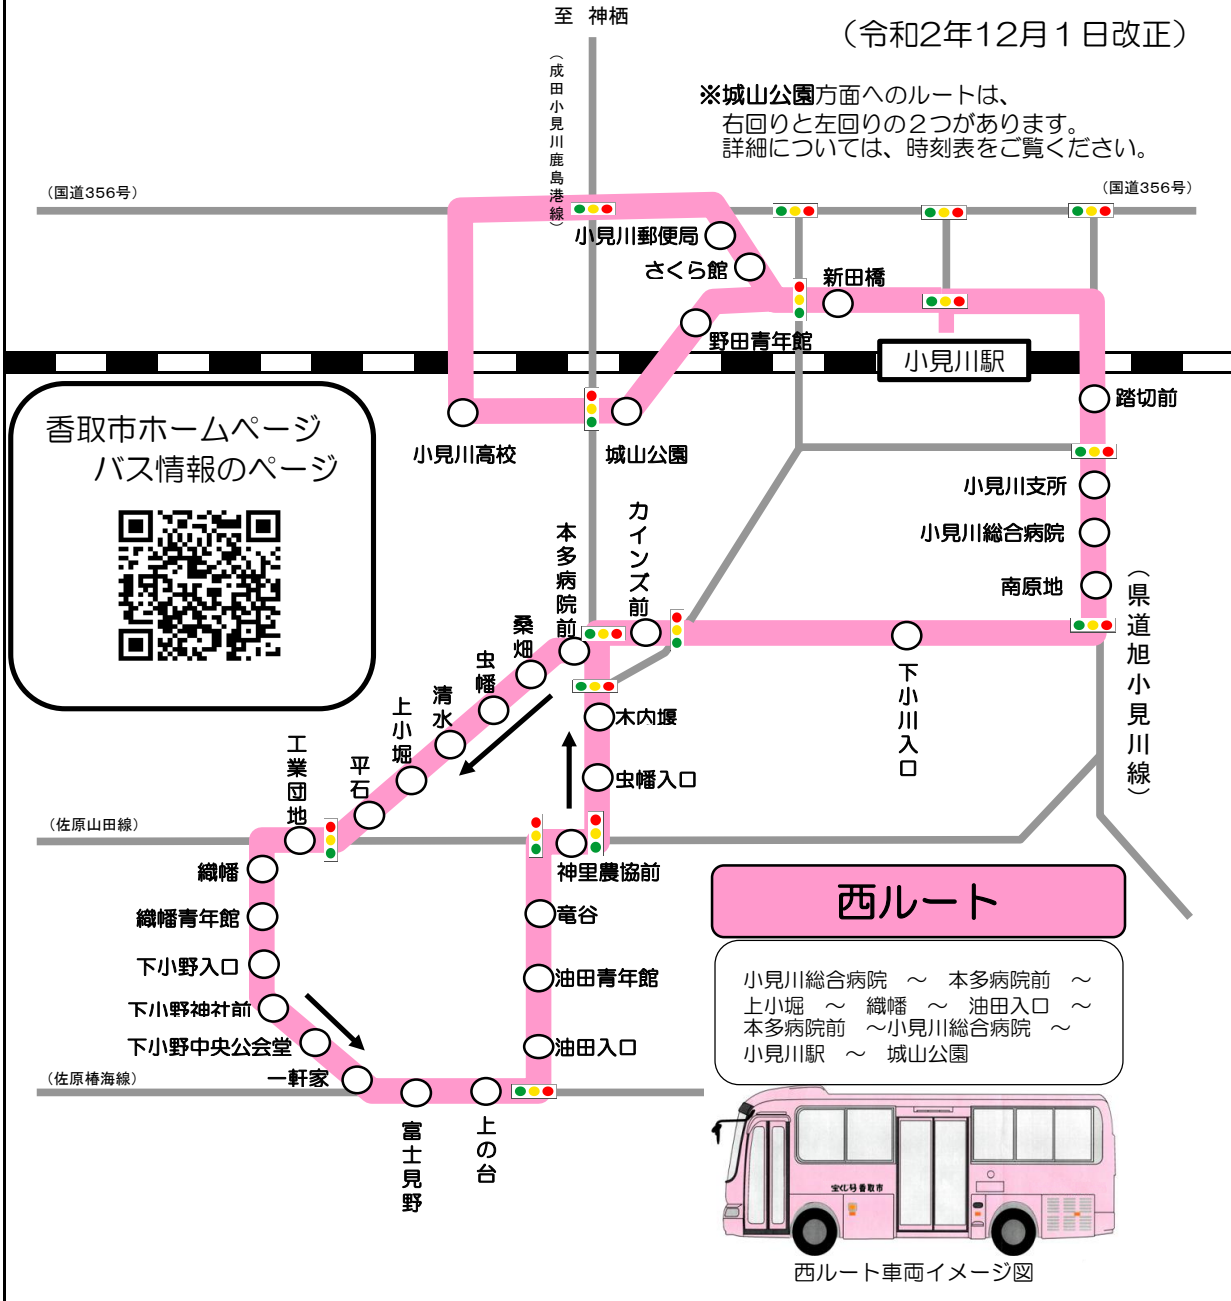 至 神栖
(令和2年12月1日改正)
(成田小見川鹿島港線)
※城山公園方面へのルートは、
右回りと左回りの2つがあります。
詳細については、時刻表をご覧ください。
(国道356号)
(国道356号)
小見川郵便局
さくら館
新田橋
野田青年館
小見川駅
踏切前
小見川高校
城山公園
香取市ホームページ
バス情報のページ
小見川支所
小見川総合病院
南原地
カインズ前
本多病院前
桑畑
虫幡
清水
上小堀
平石
工業団地
下小川入口
(県道旭小見川線)
木内堰
虫幡入口
(佐原山田線)
神里農協前
織幡
織幡青年館
下小野入口
下小野神社前
下小野中央公会堂
一軒家
竜谷
油田青年館
油田入口
(佐原椿海線)
富士見野
上の台
西ルート
小見川総合病院 ~ 本多病院前 ~
上小堀 ~ 織幡 ~ 油田入口 ~
本多病院前 ~小見川総合病院 ~
小見川駅 ~ 城山公園
宝くじ号香取市
西ルート車両イメージ図